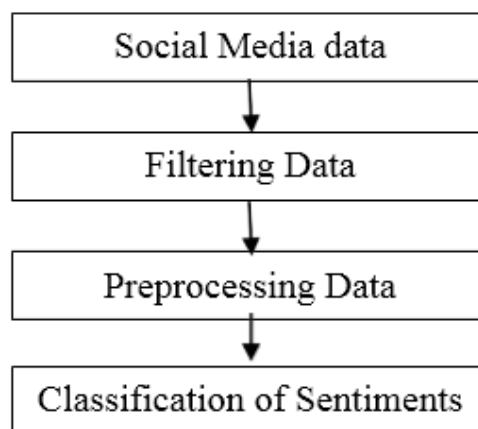 Social Media data
Filtering Data
Preprocessing Data
Classification of Sentiments